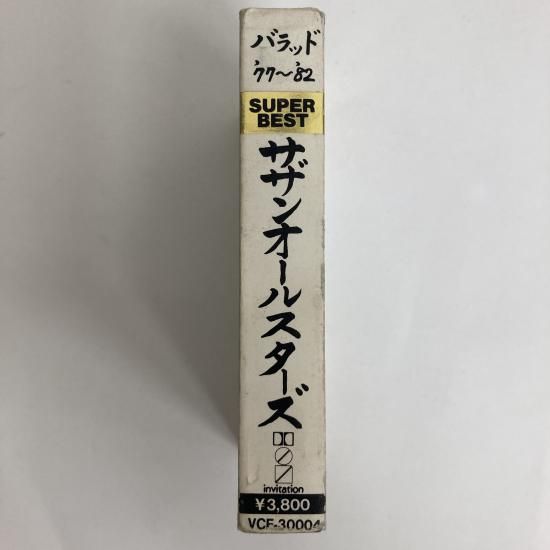 バラッド
'77〜'82
SUPER
BEST
サザンオールスターズ
invitation
¥3,800
VCF-30004